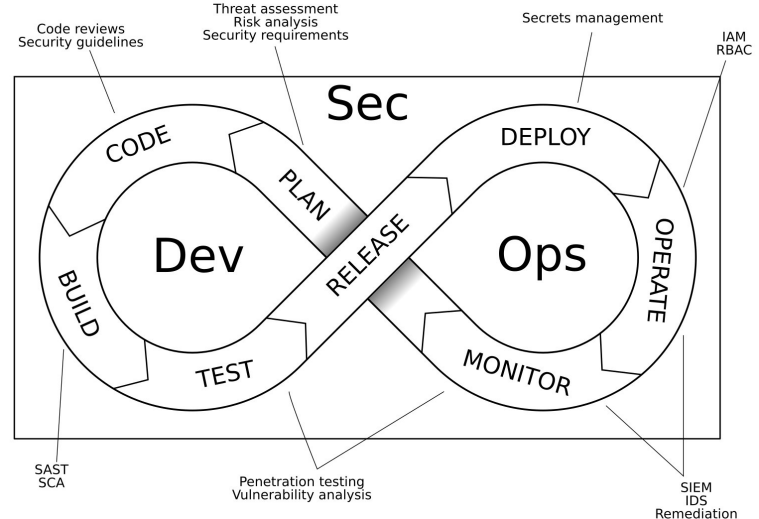 Threat assessment
Risk analysis
Security requirements
Code reviews
Security guidelines
Secrets management
IAM
RBAC
Sec
CODE
PLAN
DEPLOY
Dev
RELEASE
Ops
OPERATE
BUILD
TEST
MONITOR
SAST
SCA
Penetration testing
Vulnerability analysis
SIEM
IDS
Remediation